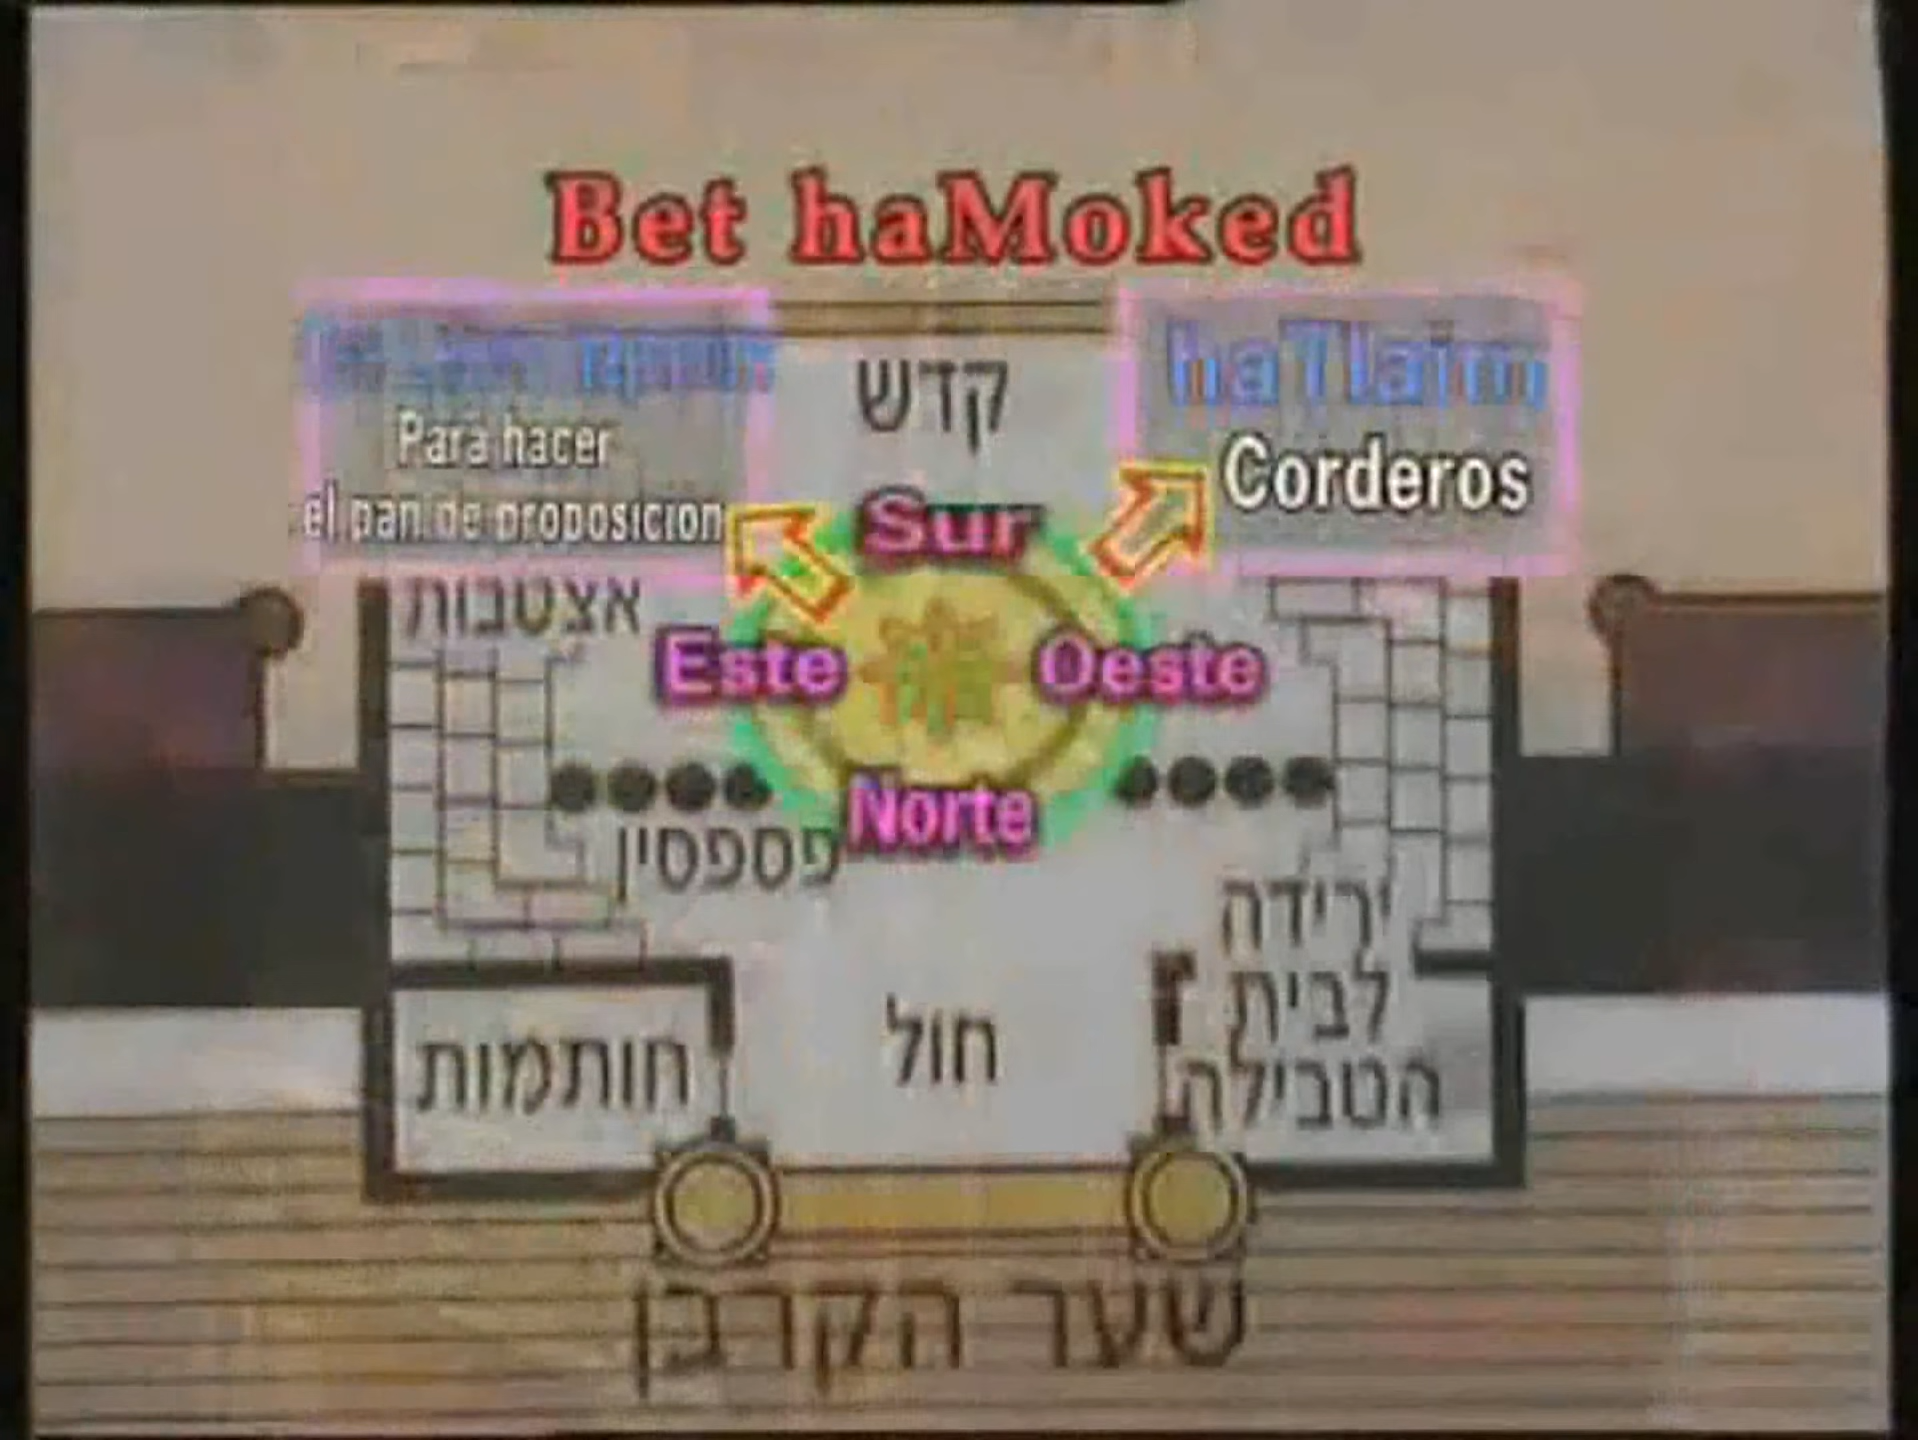 Bet haMoked
haTlaim
קדש
Para hacer
el pan de proposicion
Corderos
Sur
אצטבות
Este
Oeste
Norte
פספסין
ירידה
לבית
הטבילה
חול
חותמות
שער הקרבן